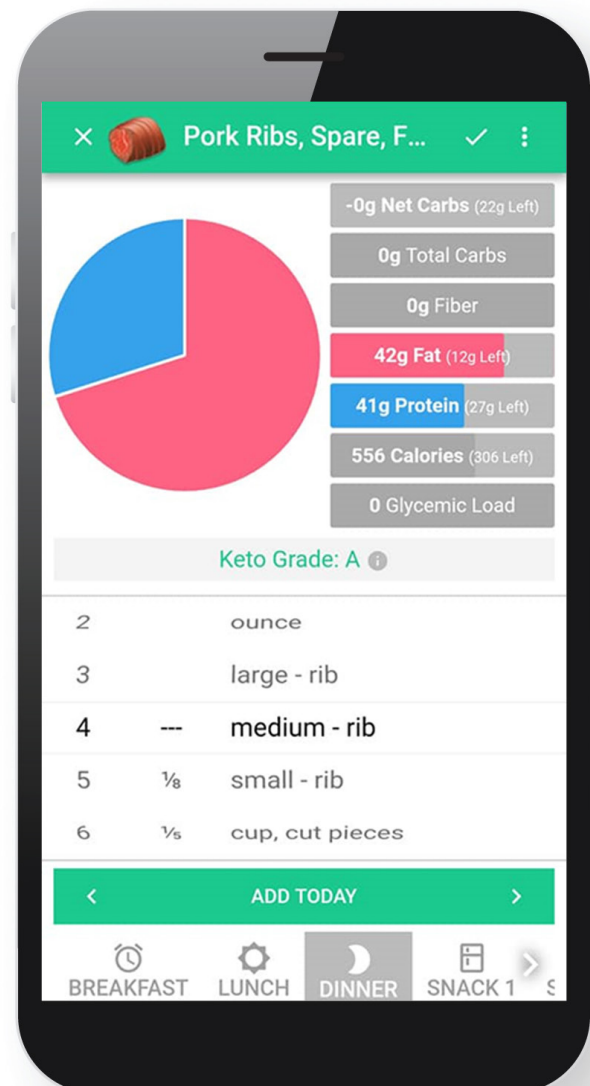 Pork Ribs, Spare, F...
-0g Net Carbs (22g Left)
0g Total Carbs
0g Fiber
42g Fat (12g Left)
41g Protein (27g Left)
556 Calories (306 Left)
0 Glycemic Load
Keto Grade: A
2 ounce
3 large - rib
4 --- medium - rib
5 ⅛ small - rib
6 ⅕ cup, cut pieces
ADD TODAY
BREAKFAST LUNCH DINNER SNACK 1 S